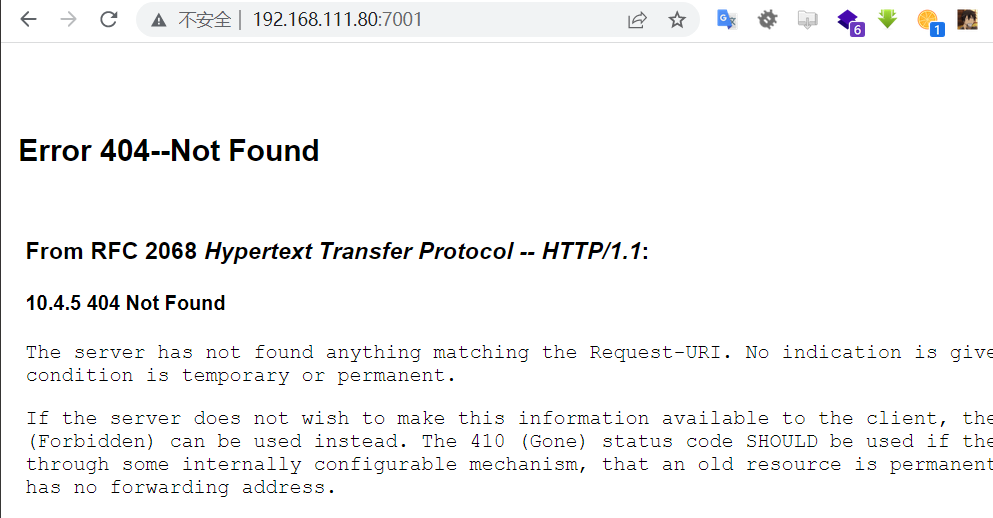 不安全 | 192.168.111.80:7001
6
1
Error 404--Not Found
From RFC 2068 Hypertext Transfer Protocol -- HTTP/1.1:
10.4.5 404 Not Found
The server has not found anything matching the Request-URI. No indication is give
condition is temporary or permanent.
If the server does not wish to make this information available to the client, the
(Forbidden) can be used instead. The 410 (Gone) status code SHOULD be used if the
through some internally configurable mechanism, that an old resource is permanent
has no forwarding address.